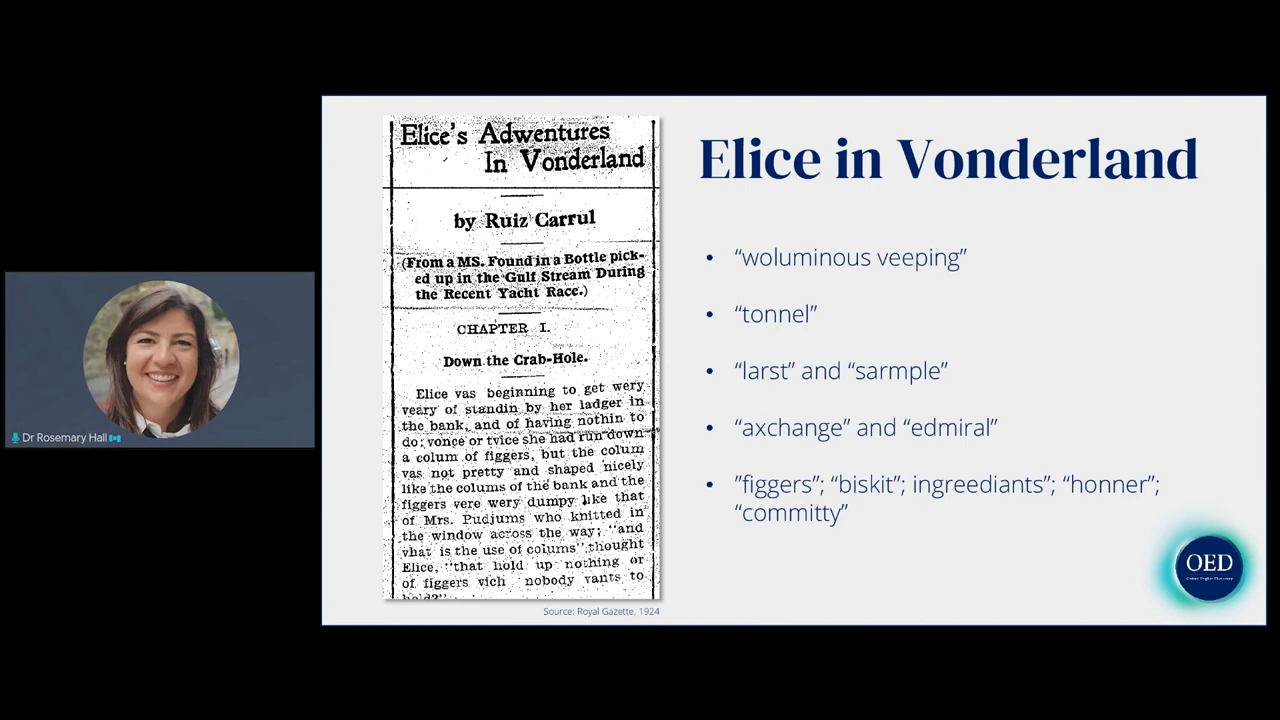 Dr Rosemary Hall
Elice's Adwentures
In Vonderland
by Ruiz Carrul
(From a MS. Found in a Bottle pick-
ed up in the Gulf Stream During
the Recent Yacht Race.)
CHAPTER I.
Down the Crab-Hole.
Elice vas beginning to get wery
veary of standin by her ladger in
the bank, and of having nothin to
do; vonce or tvice she had run down
a colum of figgers, but the colum
vas not pretty and shaped nicely
like the colums of the bank and the
figgers vere wery dumpy like that
of Mrs. Pudjums who knitted in
the window across the way; "and
vhat is the use of colums" thought
Elice, "that hold up nothing or
of figgers vich nobody vants to
Source: Royal Gazette, 1924
Elice in Vonderland
• “woluminous veeping”
• “tonnel”
• “larst” and “sarmple”
• “axchange” and “edmiral”
• ”figgers”; “biskit”; ingreediants”; “honner”;
“committy”
OED